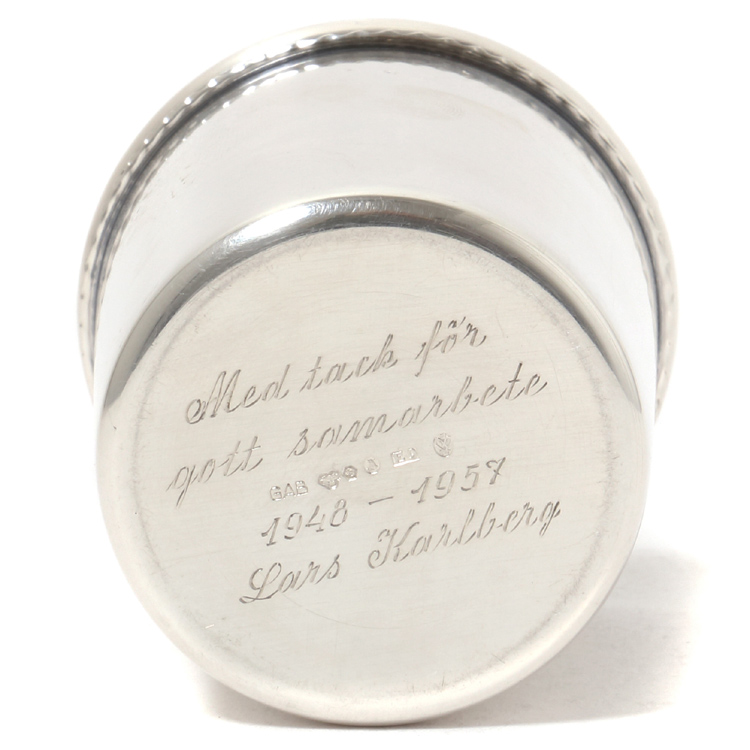 Med tack för
gott samarbete
GAB
1948 - 1957
Lars Karlberg